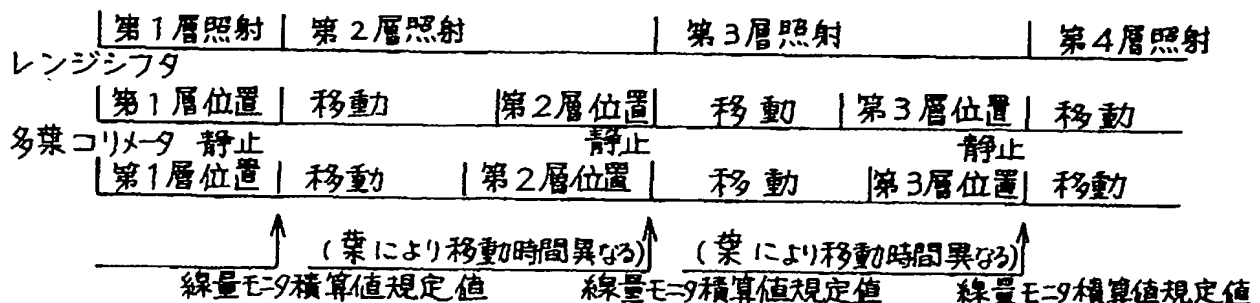 第1層照射 第2層照射 第3層照射 第4層照射
レンジシフタ
第1層位置 移動 第2層位置 移動 第3層位置 移動
多葉コリメータ 静止 静止 静止
第1層位置 移動 第2層位置 移動 第3層位置 移動
(葉により移動時間異なる) (葉により移動時間異なる)
線量モニタ積算値規定値 線量モニタ積算値規定値 線量モニタ積算値規定値